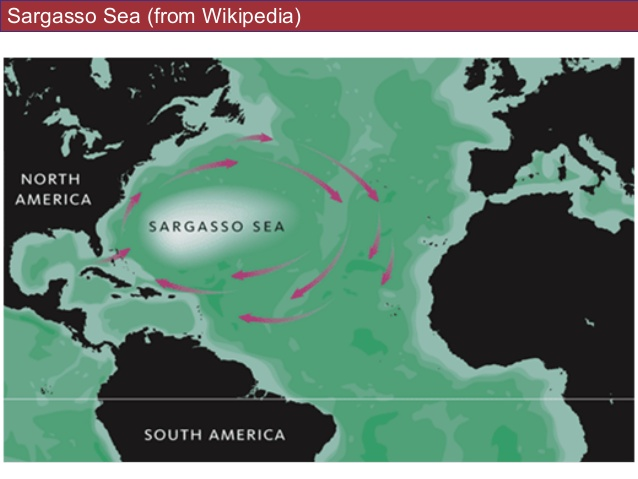 Sargasso Sea (from Wikipedia)
NORTH
AMERICA
SARGASSO SEA
SOUTH AMERICA